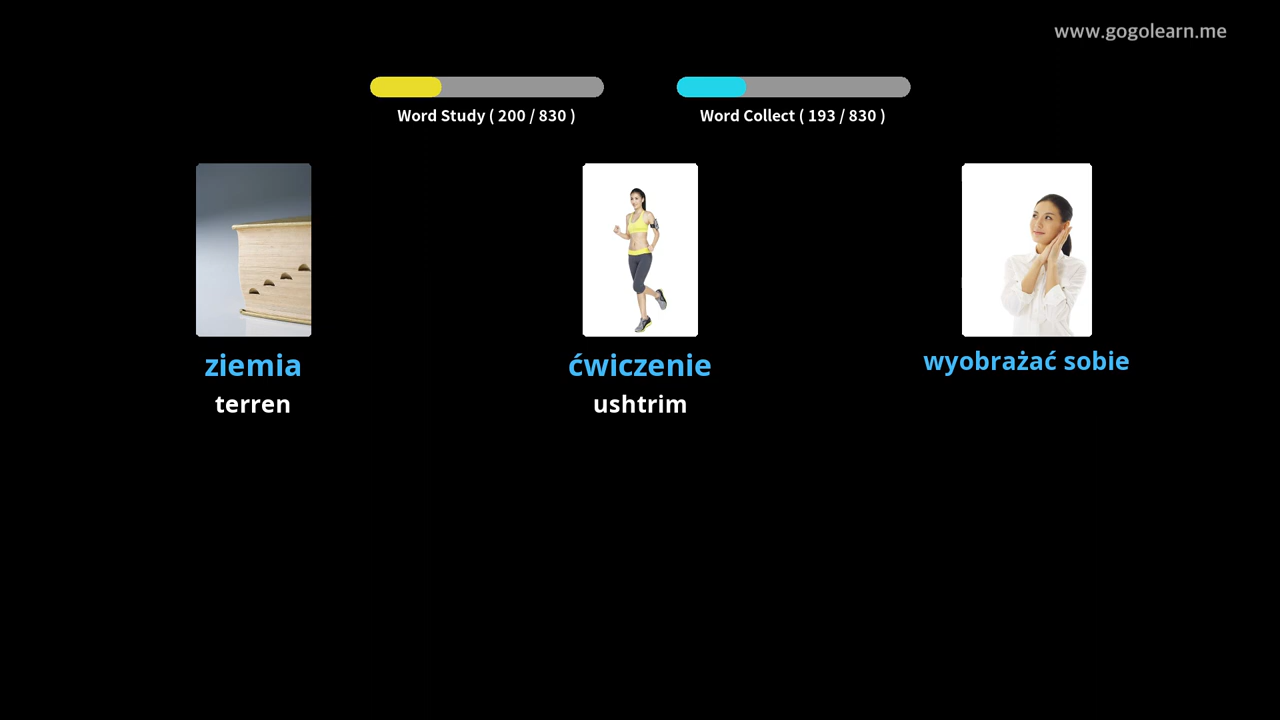 www.gogolearn.me
Word Study ( 200 / 830 )
Word Collect ( 193 / 830 )
ziemia
terren
ćwiczenie
ushtrim
wyobrażać sobie